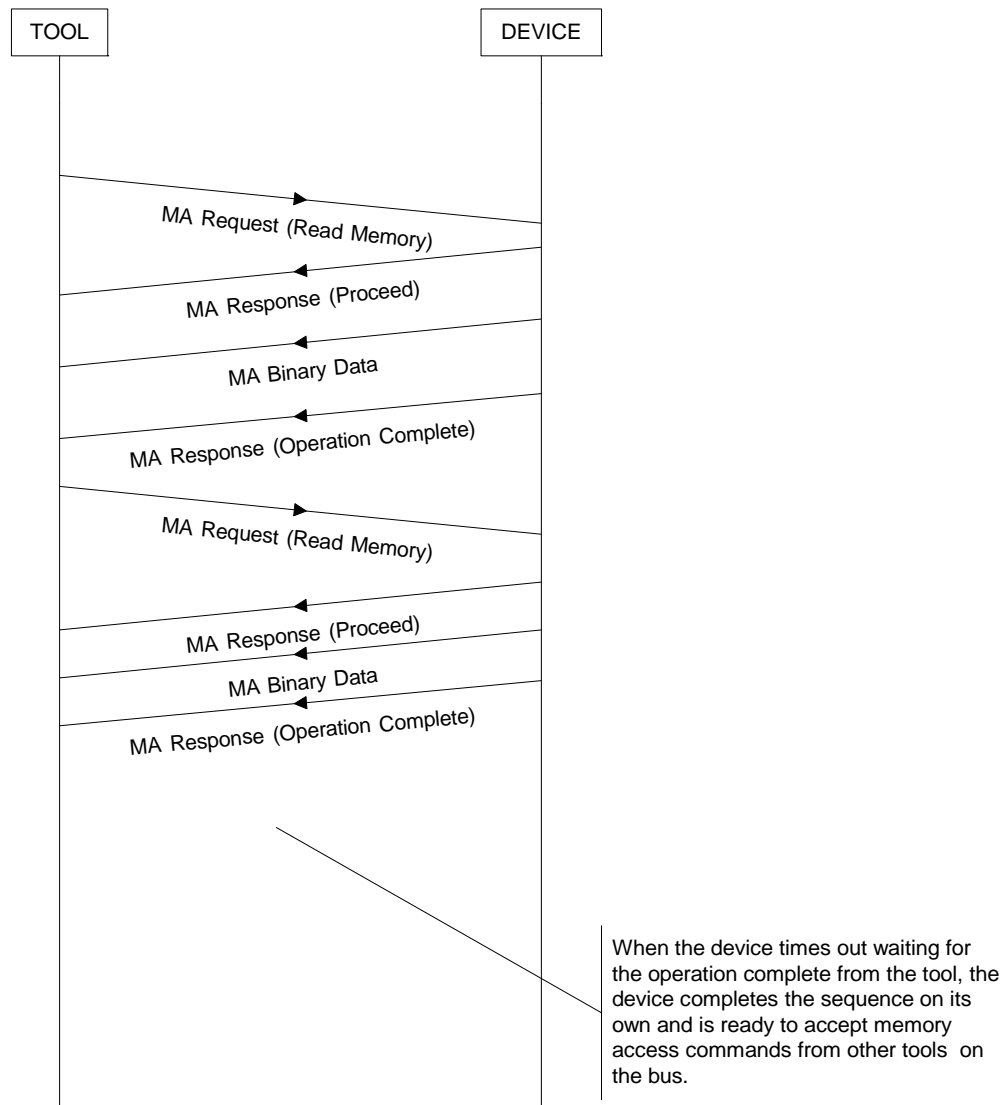 TOOL
DEVICE
MA Request (Read Memory)
MA Response (Proceed)
MA Binary Data
MA Response (Operation Complete)
MA Request (Read Memory)
MA Response (Proceed)
MA Binary Data
MA Response (Operation Complete)
When the device times out waiting for
the operation complete from the tool, the
device completes the sequence on its
own and is ready to accept memory
access commands from other tools on
the bus.